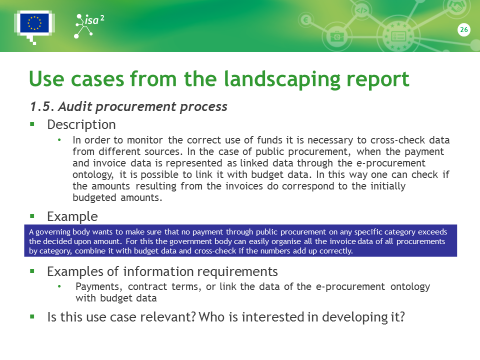 isa²
26
Use cases from the landscaping report
1.5. Audit procurement process
▪ Description
• In order to monitor the correct use of funds it is necessary to cross-check data
from different sources. In the case of public procurement, when the payment
and invoice data is represented as linked data through the e-procurement
ontology, it is possible to link it with budget data. In this way one can check if
the amounts resulting from the invoices do correspond to the initially
budgeted amounts.
▪ Example
A governing body wants to make sure that no payment through public procurement on any specific category exceeds
the decided upon amount. For this the government body can easily organise all the invoice data of all procurements
by category, combine it with budget data and cross-check if the numbers add up correctly.
▪ Examples of information requirements
• Payments, contract terms, or link the data of the e-procurement ontology
with budget data
▪ Is this use case relevant? Who is interested in developing it?